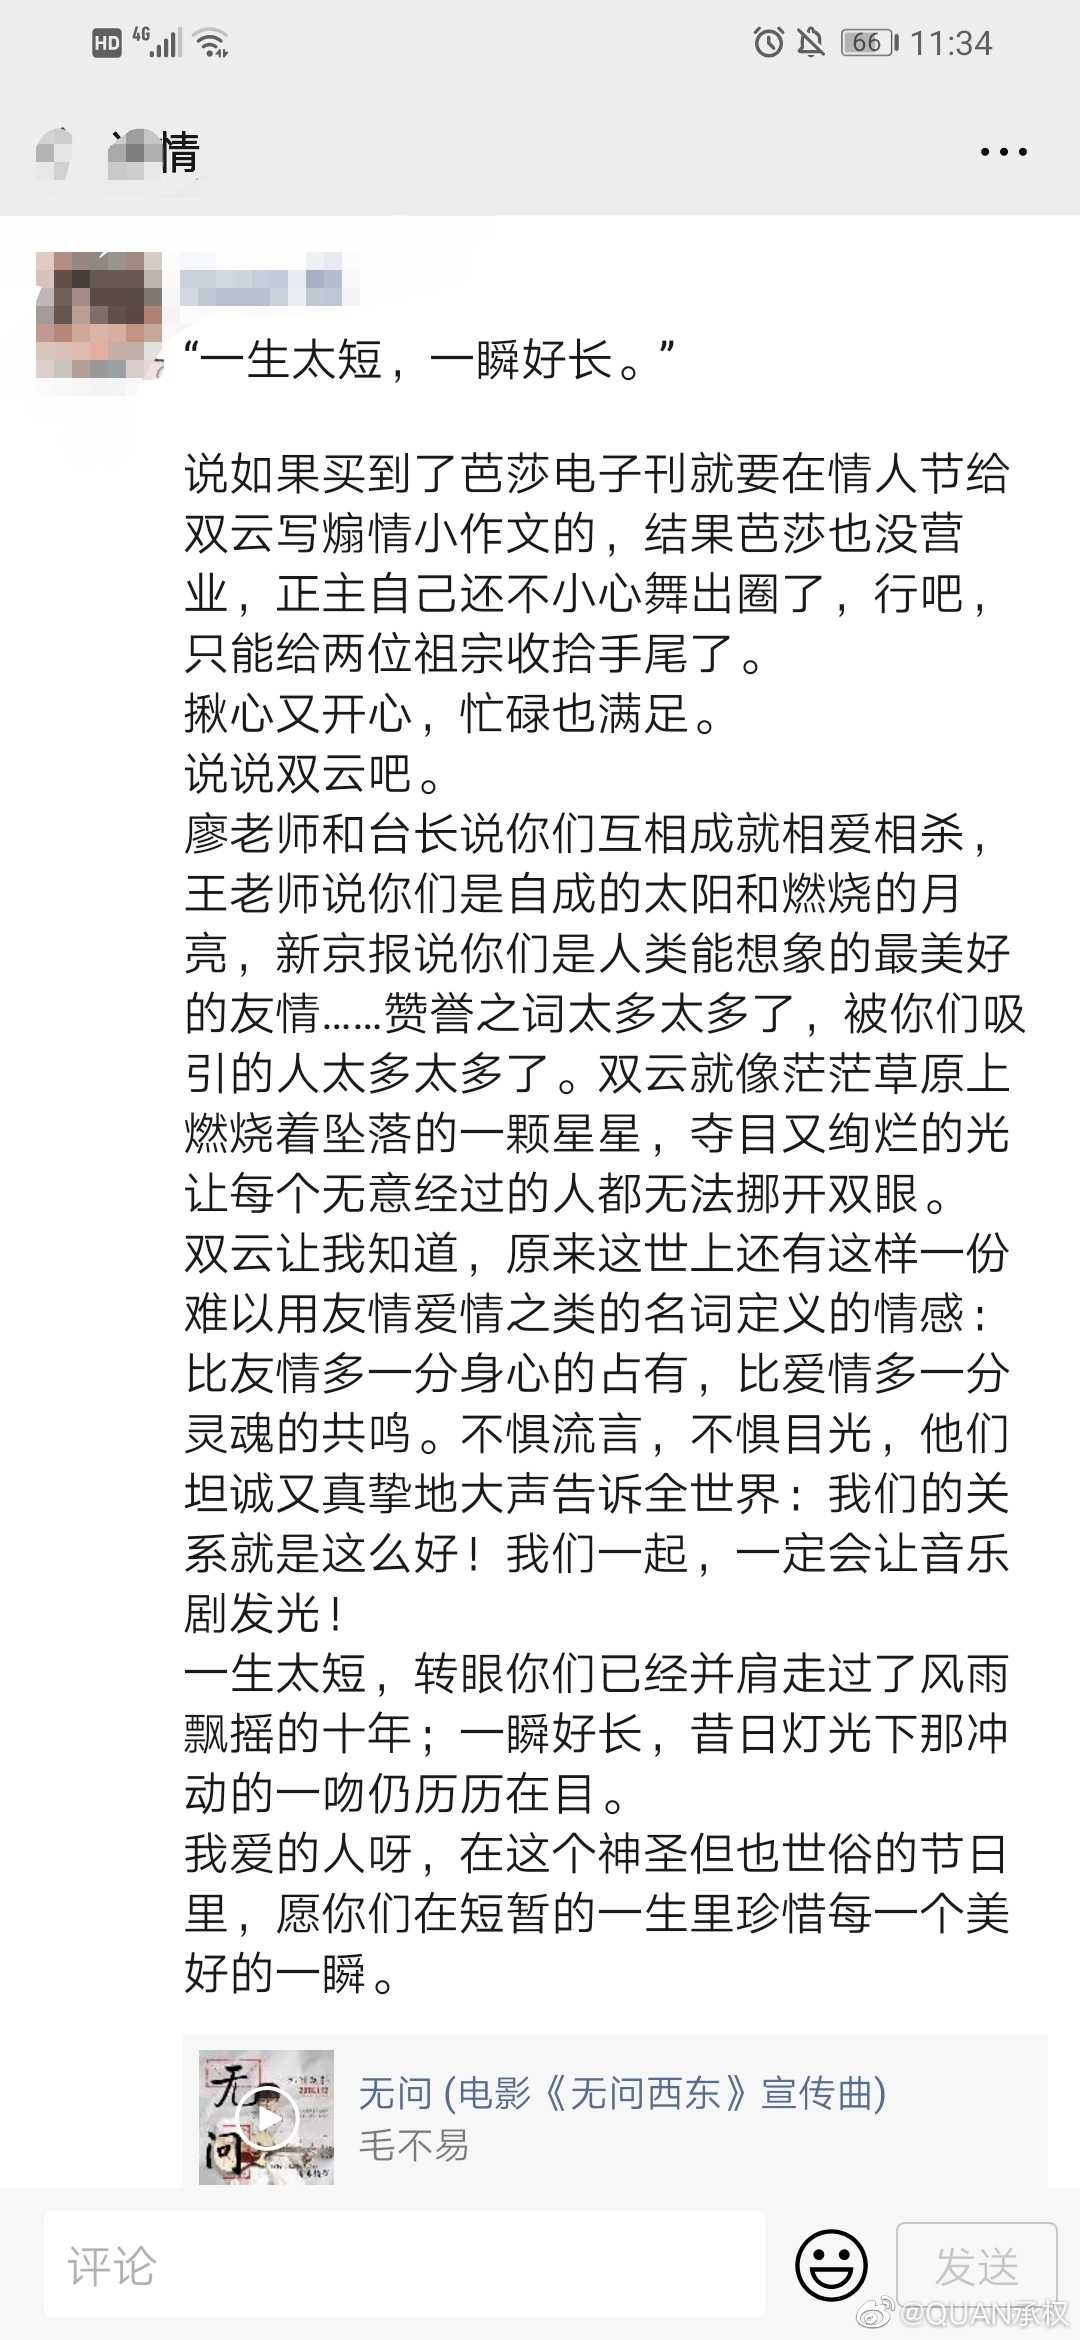 HD 4G 66 11:34
情
“一生太短，一瞬好长。”
说如果买到了芭莎电子刊就要在情人节给
双云写煽情小作文的，结果芭莎也没营
业，正主自己还不小心舞出圈了，行吧，
只能给两位祖宗收拾手尾了。
揪心又开心，忙碌也满足。
说说双云吧。
廖老师和台长说你们互相成就相爱相杀，
王老师说你们是自成的太阳和燃烧的月
亮，新京报说你们是人类能想象的最美好
的友情……赞誉之词太多太多了，被你们吸
引的人太多太多了。双云就像茫茫草原上
燃烧着坠落的一颗星星，夺目又绚烂的光
让每个无意经过的人都无法挪开双眼。
双云让我知道，原来这世上还有这样一份
难以用友情爱情之类的名词定义的情感：
比友情多一分身心的占有，比爱情多一分
灵魂的共鸣。不惧流言，不惧目光，他们
坦诚又真挚地大声告诉全世界：我们的关
系就是这么好！我们一起，一定会让音乐
剧发光！
一生太短，转眼你们已经并肩走过了风雨
飘摇的十年；一瞬好长，昔日灯光下那冲
动的一吻仍历历在目。
我爱的人呀，在这个神圣但也世俗的节日
里，愿你们在短暂的一生里珍惜每一个美
好的一瞬。
无问
无问 (电影《无问西东》宣传曲)
毛不易
评论
发送
@QUAN承权